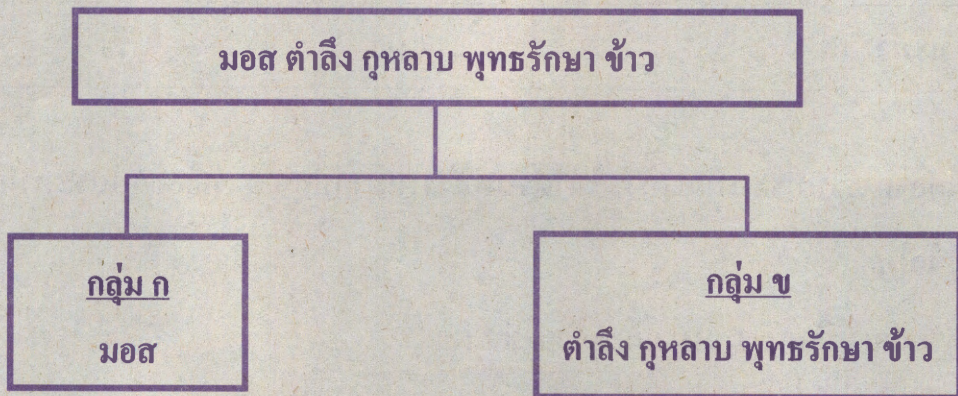 มอส ตำลึง กุหลาบ พุทธรักษา ข้าว
กลุ่ม ก
มอส
กลุ่ม ข
ตำลึง กุหลาบ พุทธรักษา ข้าว